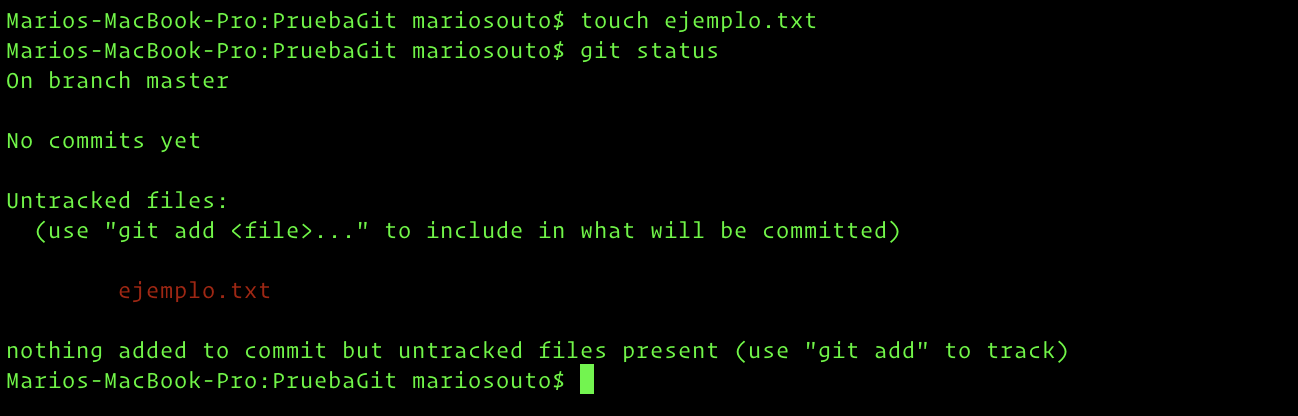 Marios-MacBook-Pro:PruebaGit mariosouto$ touch ejemplo.txt
Marios-MacBook-Pro:PruebaGit mariosouto$ git status
On branch master
No commits yet
Untracked files:
  (use "git add <file>..." to include in what will be committed)
        ejemplo.txt
nothing added to commit but untracked files present (use "git add" to track)
Marios-MacBook-Pro:PruebaGit mariosouto$